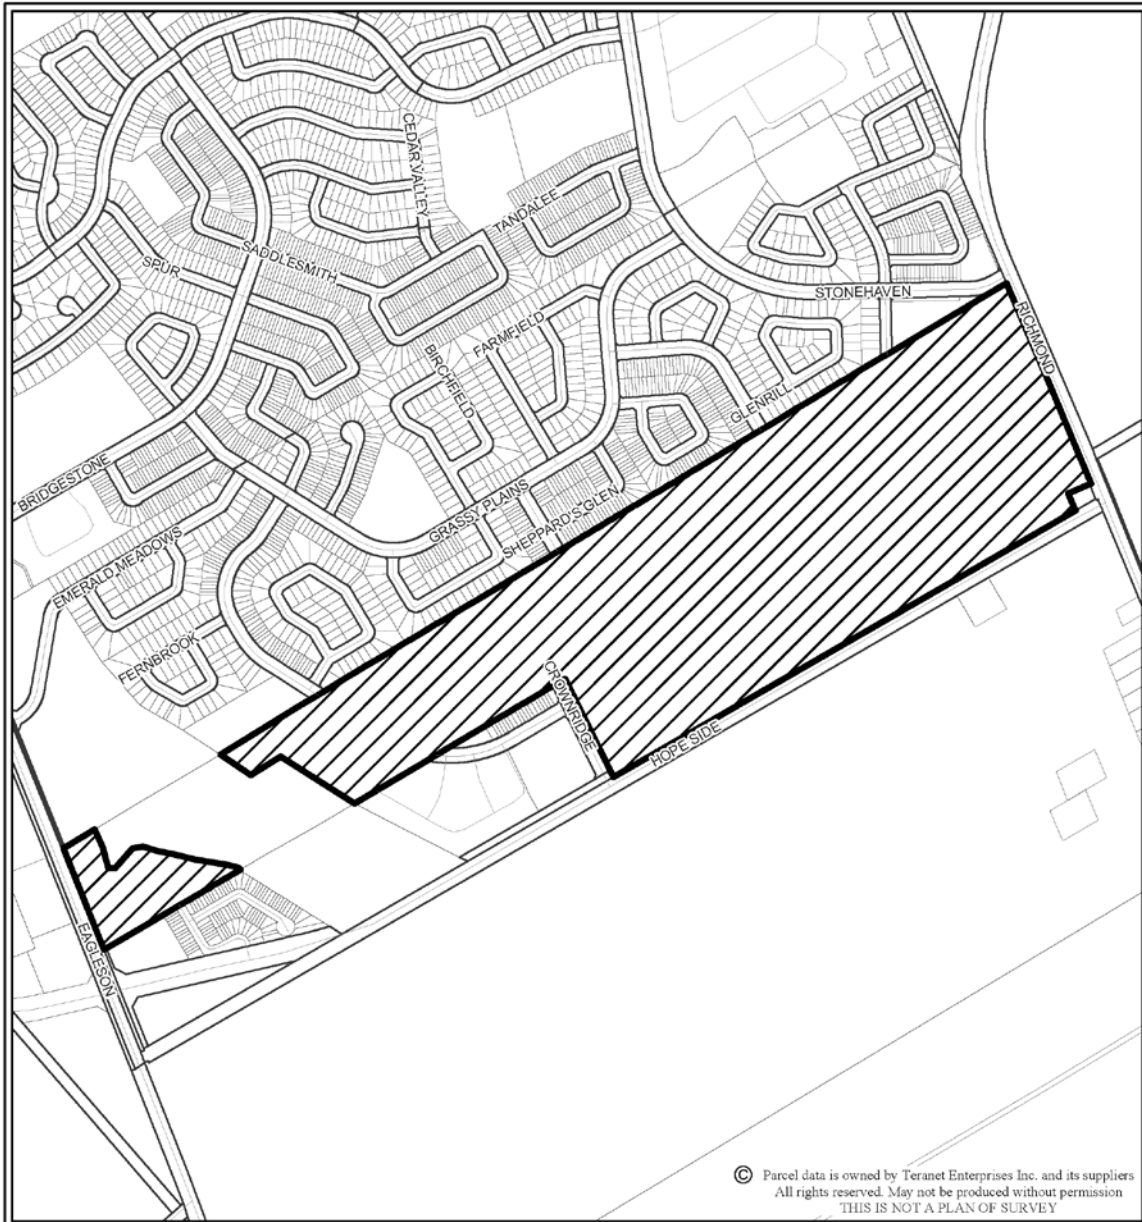 CEDAR VALLEY
TANDALEE
SADDLESMITH
SPUR
STONEHAVEN
RICHMOND
FARMFIELD
BIRCHFIELD
GLENRILL
BRIDGESTONE
GRASSY PLAINS
SHEPPARD'S GLEN
EMERALD MEADOWS
FERNBROOK
CROWNRIDGE
HOPE SIDE
EAGLESON
© Parcel data is owned by Teranet Enterprises Inc. and its suppliers
All rights reserved. May not be produced without permission
THIS IS NOT A PLAN OF SURVEY